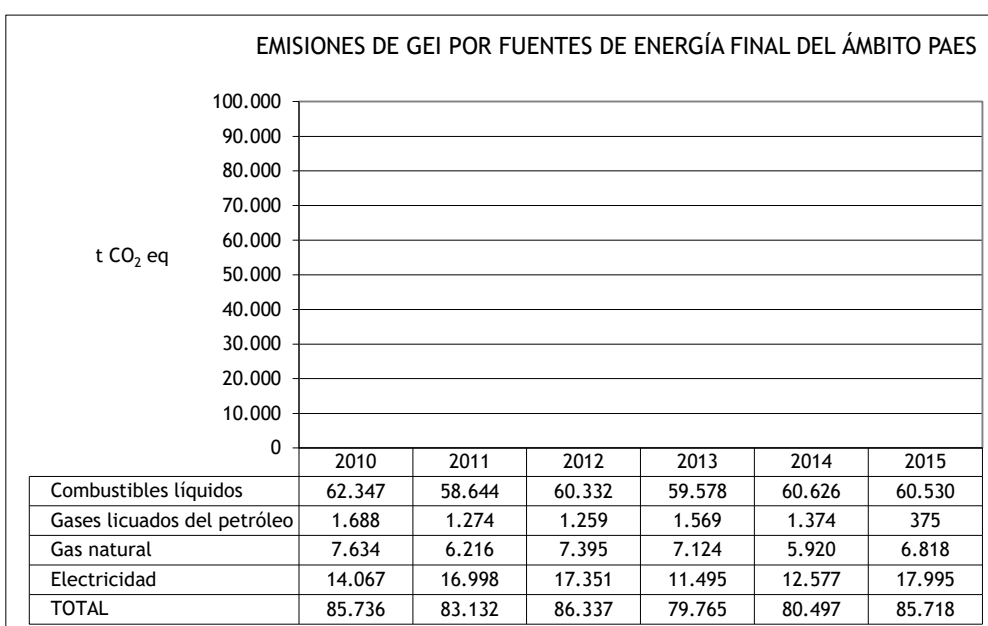 EMISIONES DE GEI POR FUENTES DE ENERGÍA FINAL DEL ÁMBITO PAES
100.000
90.000
80.000
70.000
60.000
t CO₂ eq
50.000
40.000
30.000
20.000
10.000
0
2010 2011 2012 2013 2014 2015
Combustibles líquidos 62.347 58.644 60.332 59.578 60.626 60.530
Gases licuados del petróleo 1.688 1.274 1.259 1.569 1.374 375
Gas natural 7.634 6.216 7.395 7.124 5.920 6.818
Electricidad 14.067 16.998 17.351 11.495 12.577 17.995
TOTAL 85.736 83.132 86.337 79.765 80.497 85.718